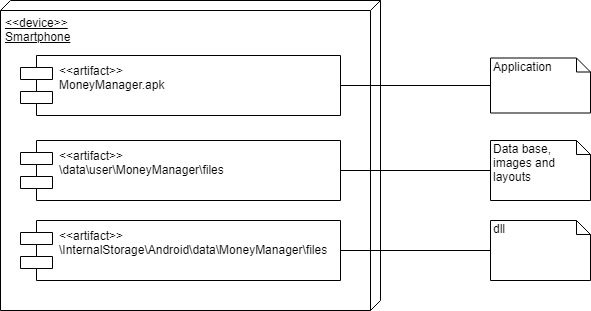 <<device>>
Smartphone
<<artifact>>
MoneyManager.apk
Application
<<artifact>>
\data\user\MoneyManager\files
Data base,
images and
layouts
<<artifact>>
\InternalStorage\Android\data\MoneyManager\files
dll